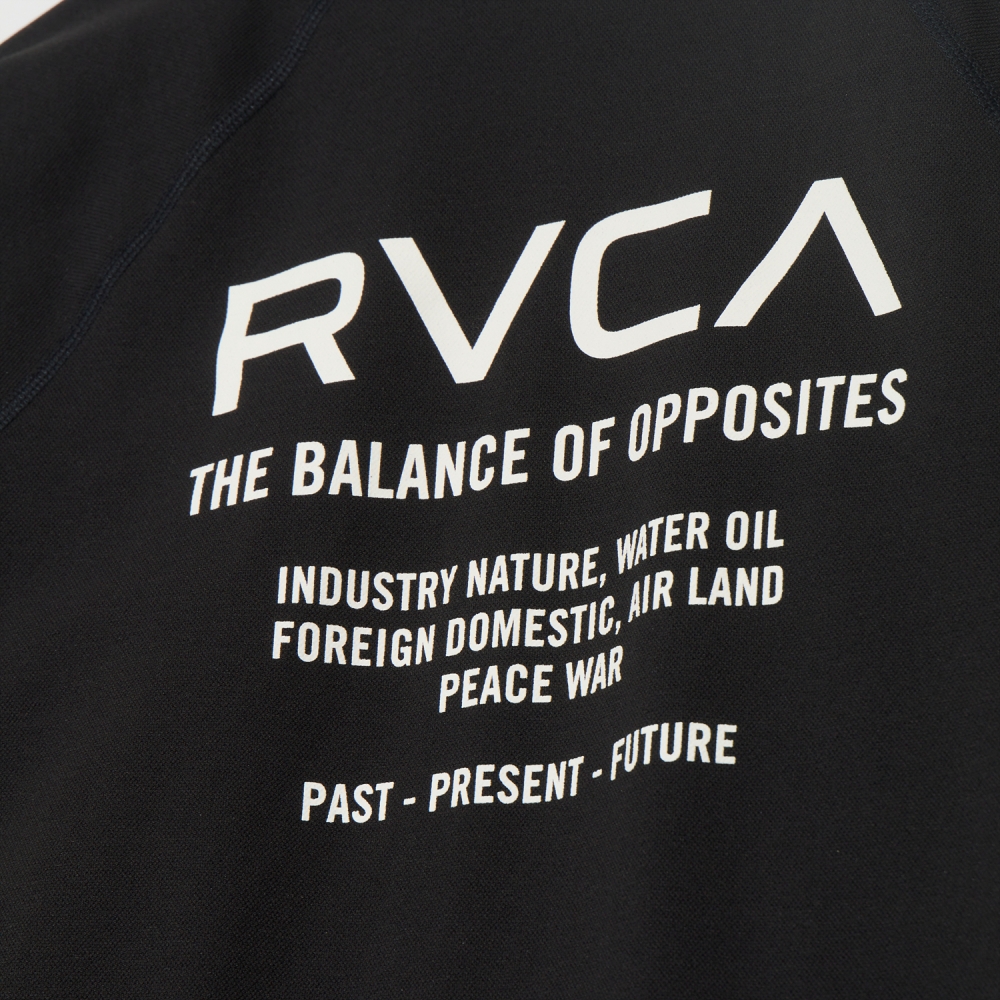 RVCA
THE BALANCE OF OPPOSITES
INDUSTRY NATURE, WATER OIL
FOREIGN DOMESTIC, AIR LAND
PEACE WAR
PAST - PRESENT - FUTURE